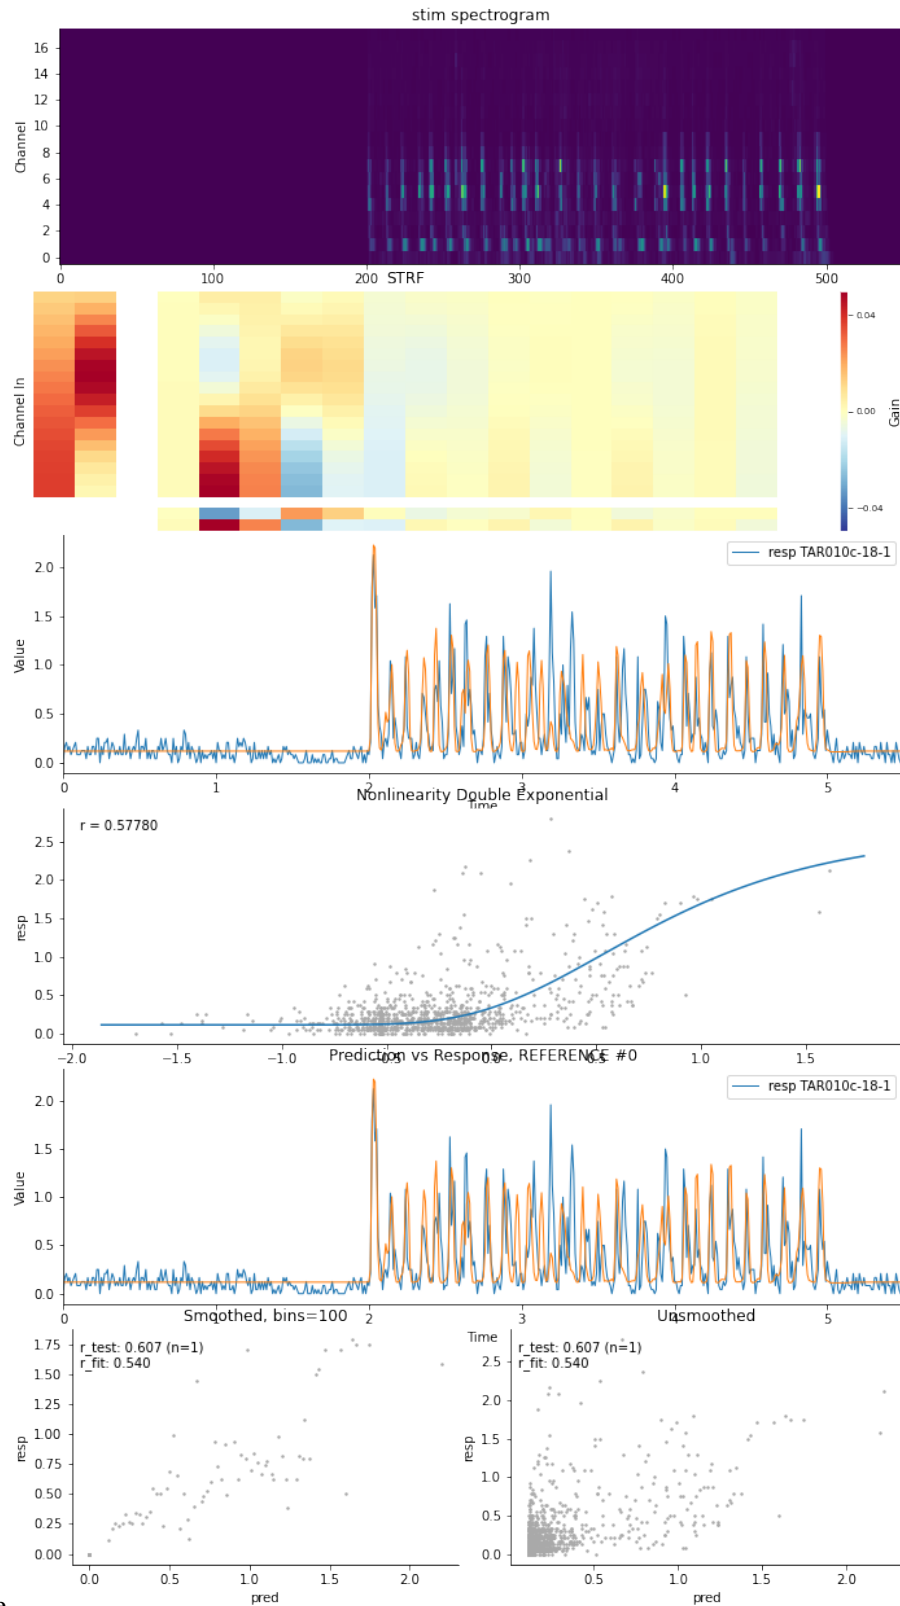 stim spectrogram
16
14
12
10
8
6
4
2
0
Channel
0 100 200 300 400 500
STRF
Channel In
0.04
0.00
−0.04
Gain
resp TAR010c-18-1
2.0
1.5
1.0
0.5
0.0
Value
0 1 2 3 4 5
Time
Nonlinearity Double Exponential
r = 0.57780
2.5
2.0
1.5
1.0
0.5
0.0
resp
−2.0 −1.5 −1.0 −0.5 0.0 0.5 1.0 1.5
Prediction vs Response, REFERENCE #0
resp TAR010c-18-1
2.0
1.5
1.0
0.5
0.0
Value
0 1 2 3 4 5
Time
Smoothed, bins=100
r_test: 0.607 (n=1)
r_fit: 0.540
1.75
1.50
1.25
1.00
0.75
0.50
0.25
0.00
resp
0.0 0.5 1.0 1.5 2.0
pred
Unsmoothed
r_test: 0.607 (n=1)
r_fit: 0.540
2.5
2.0
1.5
1.0
0.5
0.0
resp
0.5 1.0 1.5 2.0
pred